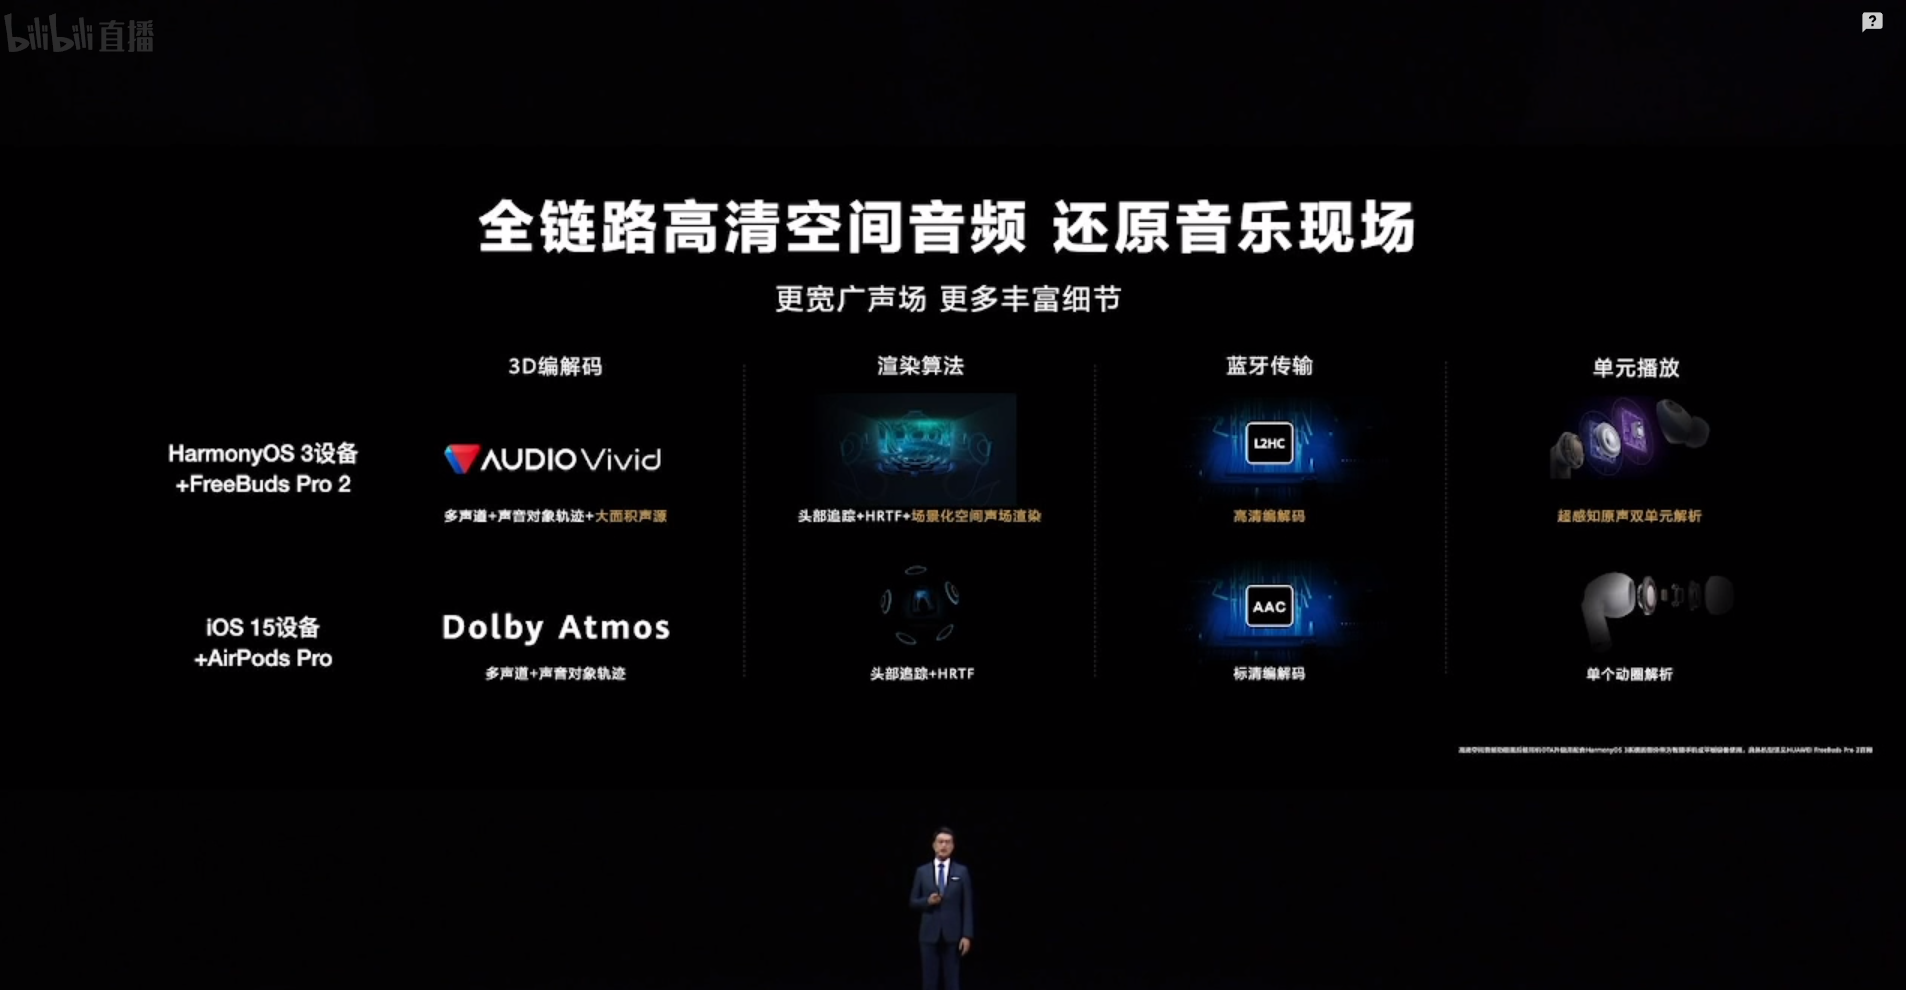 bilibili直播
全链路高清空间音频 还原音乐现场
更宽广声场 更多丰富细节
3D编解码
渲染算法
蓝牙传输
单元播放
HarmonyOS 3设备
+FreeBuds Pro 2
AUDIO Vivid
L2HC
多声道+声音对象轨迹+大面积声源
头部追踪+HRTF+场景化空间声场渲染
高清编解码
超感知原声双单元解析
iOS 15设备
+AirPods Pro
Dolby Atmos
AAC
多声道+声音对象轨迹
头部追踪+HRTF
标清编解码
单个动圈解析